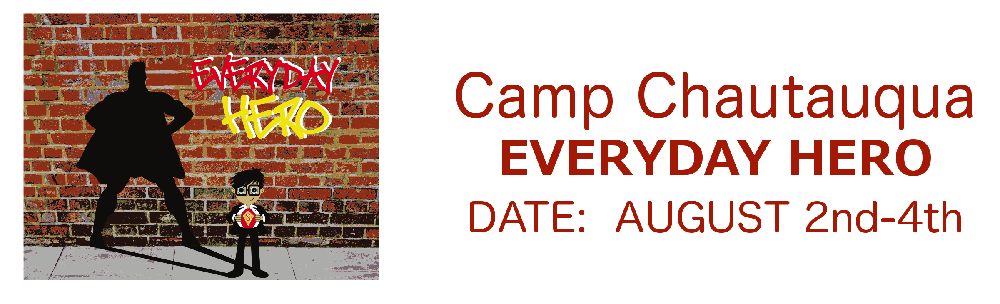 EVERYDAY
HERO
S
Camp Chautauqua
EVERYDAY HERO
DATE: AUGUST 2nd-4th